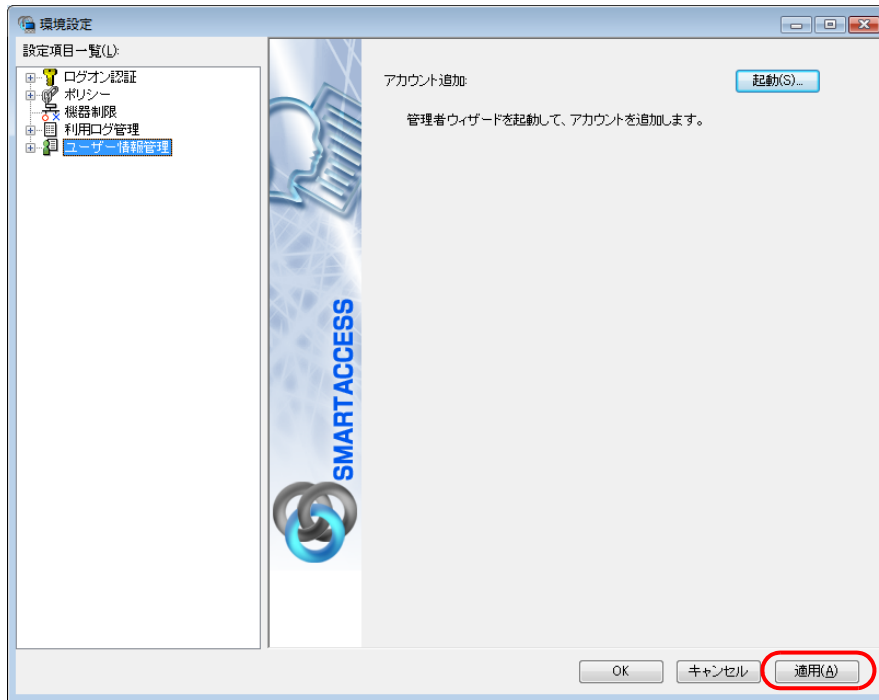 環境設定
設定項目一覧(L):
ログオン認証
ポリシー
機器制限
利用ログ管理
ユーザー情報管理
アカウント追加:
起動(S)...
管理者ウィザードを起動して、アカウントを追加します。
SMARTACCESS
OK
キャンセル
適用(A)